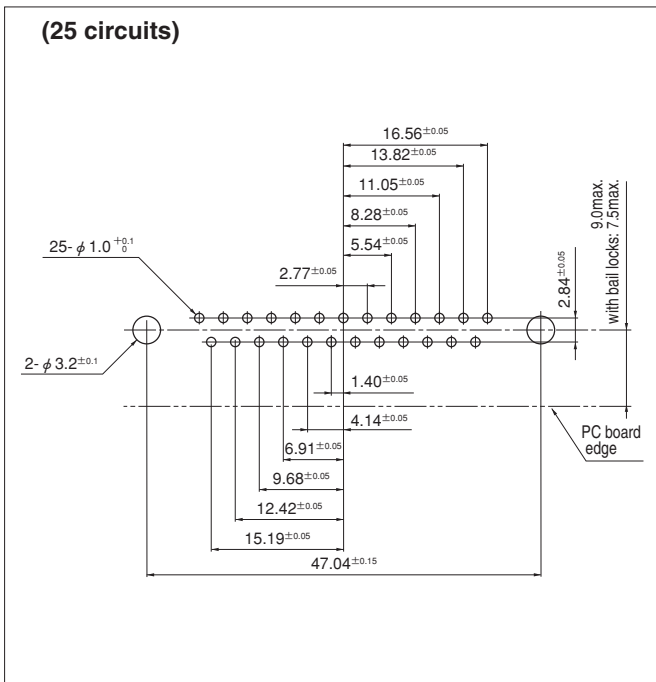 (25 circuits)
16.56±0.05
13.82±0.05
11.05±0.05
8.28±0.05
5.54±0.05
2.77±0.05
25- ϕ 1.0 +0.1 0
2- ϕ 3.2±0.1
9.0max.
with bail locks: 7.5max.
2.84±0.05
1.40±0.05
4.14±0.05
6.91±0.05
9.68±0.05
12.42±0.05
15.19±0.05
47.04±0.15
PC board
edge